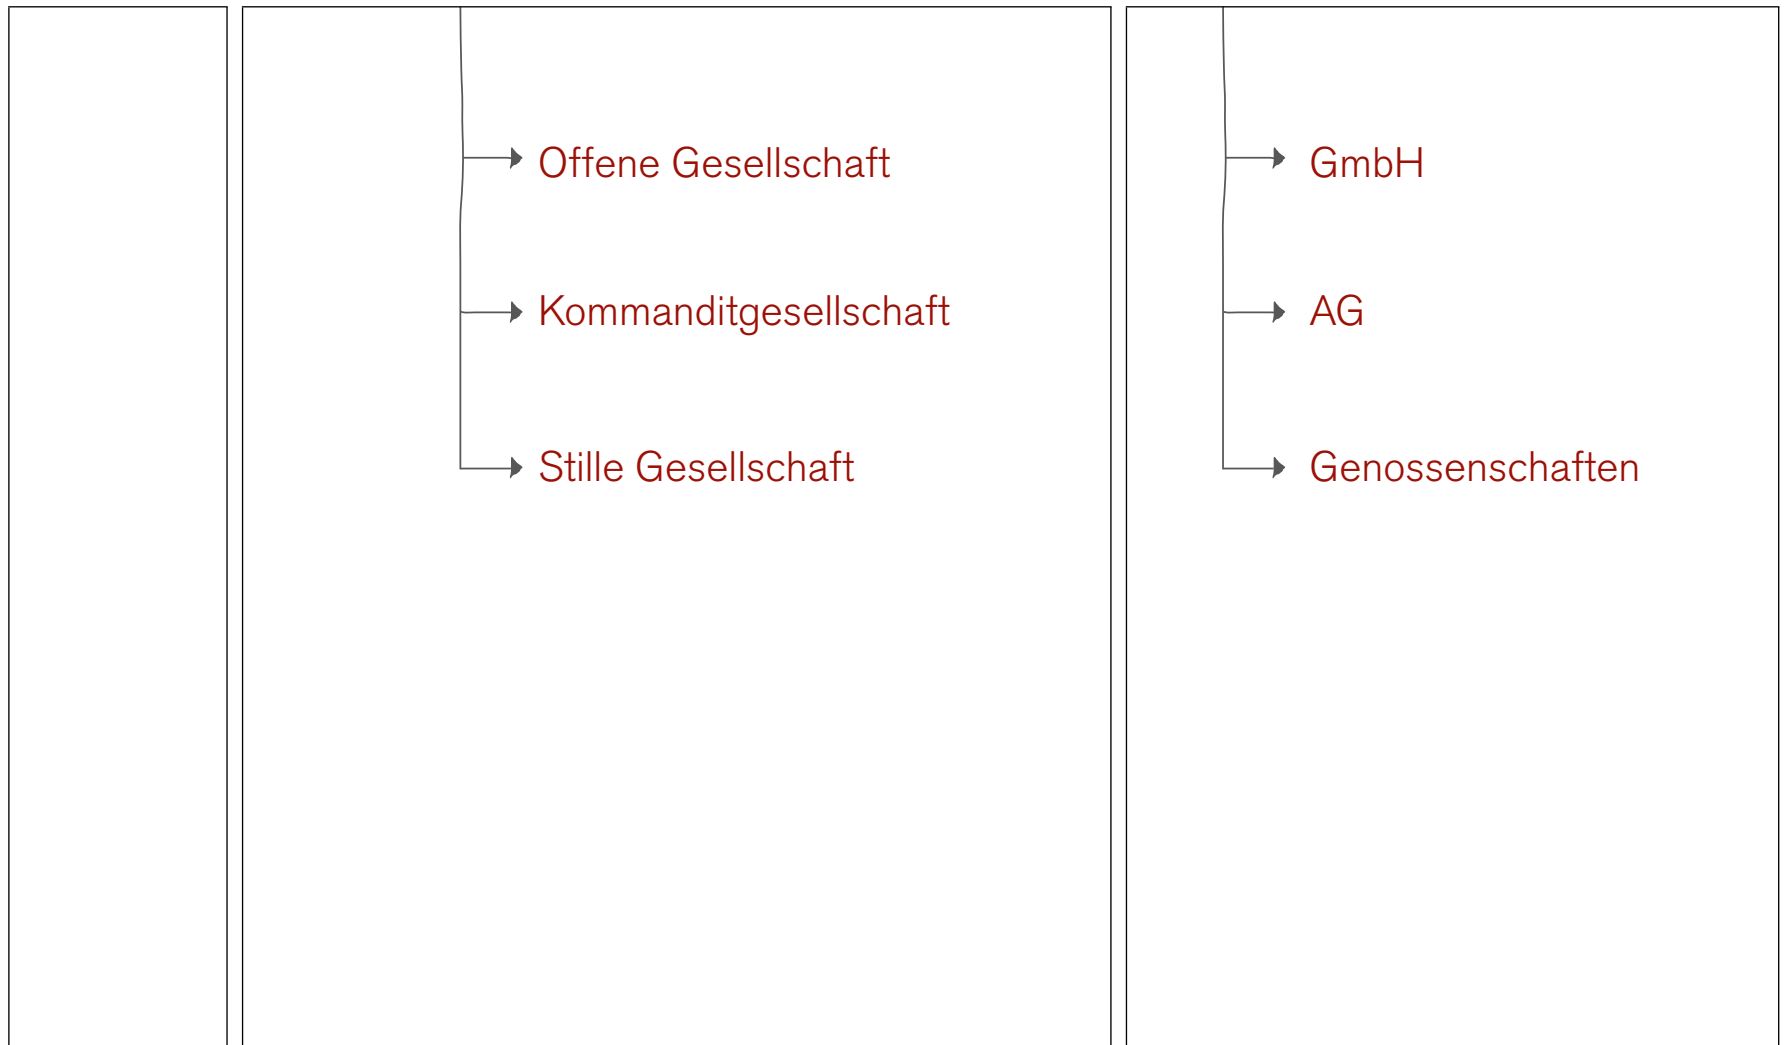 Offene Gesellschaft
Kommanditgesellschaft
Stille Gesellschaft
GmbH
AG
Genossenschaften